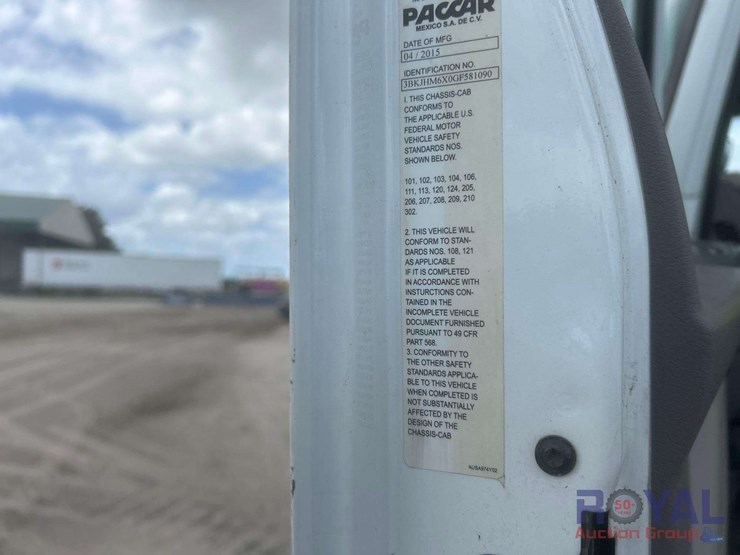 PACCAR
MEXICO S.A. DE C.V.
DATE OF MFG
04 / 2015
IDENTIFICATION NO.
3BKJHM6X0GF581090
1. THIS CHASSIS-CAB
CONFORMS TO
THE APPLICABLE U.S.
FEDERAL MOTOR
VEHICLE SAFETY
STANDARDS NOS.
SHOWN BELOW.
101, 102, 103, 104, 106,
111, 113, 120, 124, 205,
206, 207, 208, 209, 210
302.
2. THIS VEHICLE WILL
CONFORM TO STAN-
DARDS NOS. 108, 121
AS APPLICABLE
IF IT IS COMPLETED
IN ACCORDANCE WITH
INSTURCTIONS CON-
TAINED IN THE
INCOMPLETE VEHICLE
DOCUMENT FURNISHED
PURSUANT TO 49 CFR
PART 568.
3. CONFORMITY TO
THE OTHER SAFETY
STANDARDS APPLICA-
BLE TO THIS VEHICLE
WHEN COMPLETED IS
NOT SUBSTANTIALLY
AFFECTED BY THE
DESIGN OF THE
CHASSIS-CAB
ROYAL
50+
Auction Group